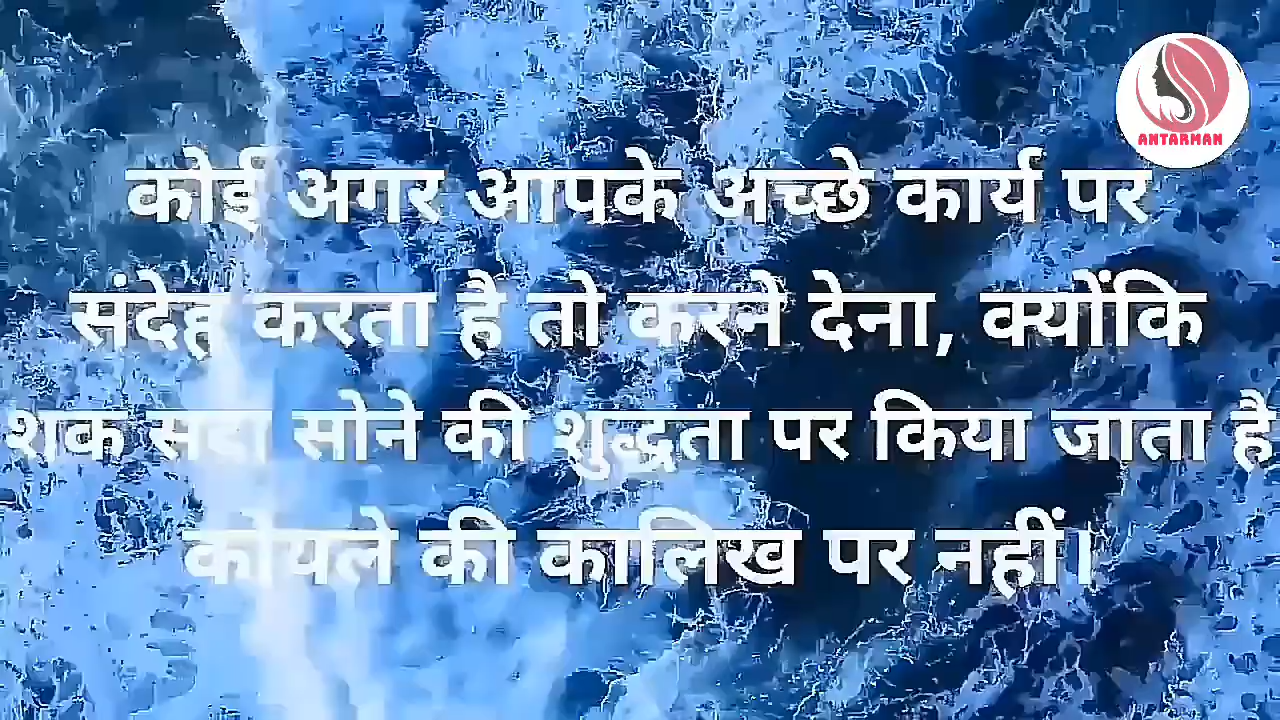 ANTARMAN
कोई अगर आपके अच्छे कार्य पर
संदेह करता है तो करने देना, क्योंकि
शक सदा सोने की शुद्धता पर किया जाता है
कोयले की कालिख पर नहीं।